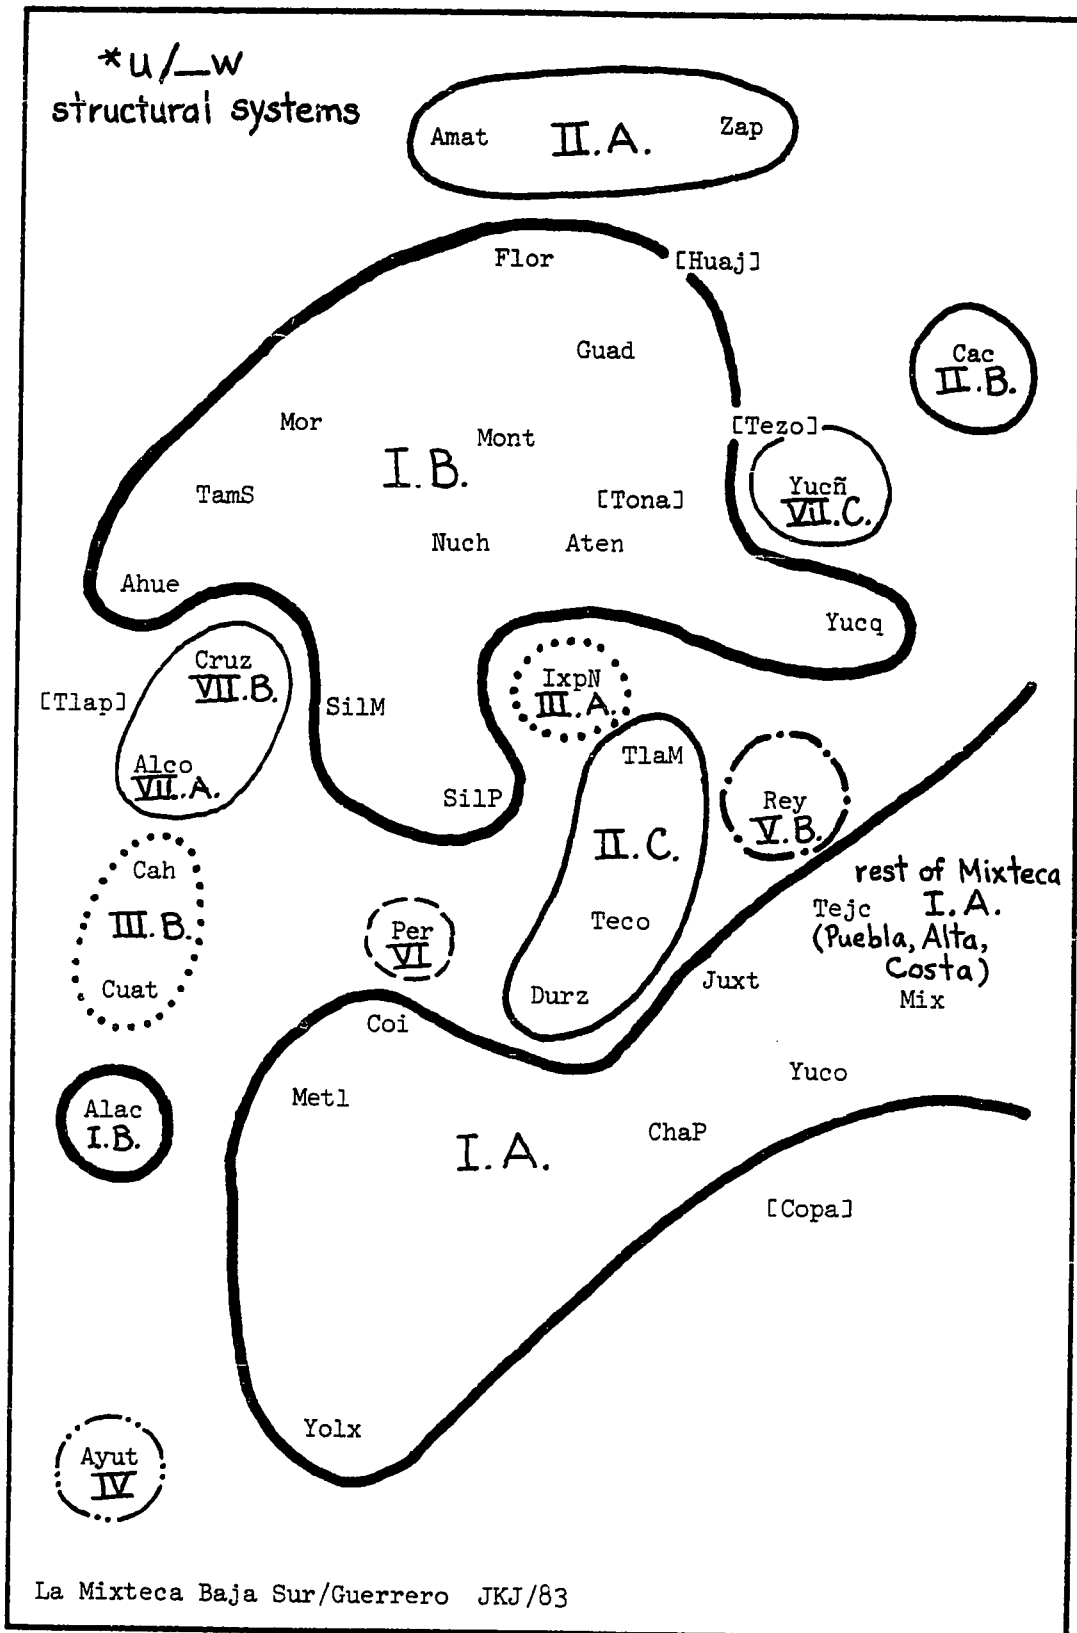 *u/__w
structural systems
Amat II.A. Zap
Flor
[Huaj]
Guad
Cac
II.B.
Mor
Mont
[Tezo]
I.B.
TamS
[Tona]
Yucñ
VII.C.
Nuch
Aten
Ahue
Yucq
Cruz
VII.B.
[Tlap]
SilM
IxpN
III.A.
TlaM
Alco
VII.A.
SilP
Rey
V.B.
II.C.
Cah
III.B.
Cuat
rest of Mixteca
Tejc I.A.
(Puebla, Alta,
Costa)
Mix
Per
VI
Teco
Durz
Juxt
Coi
Yuco
Metl
Alac
I.B.
ChaP
I.A.
[Copa]
Yolx
Ayut
IV
La Mixteca Baja Sur/Guerrero JKJ/83